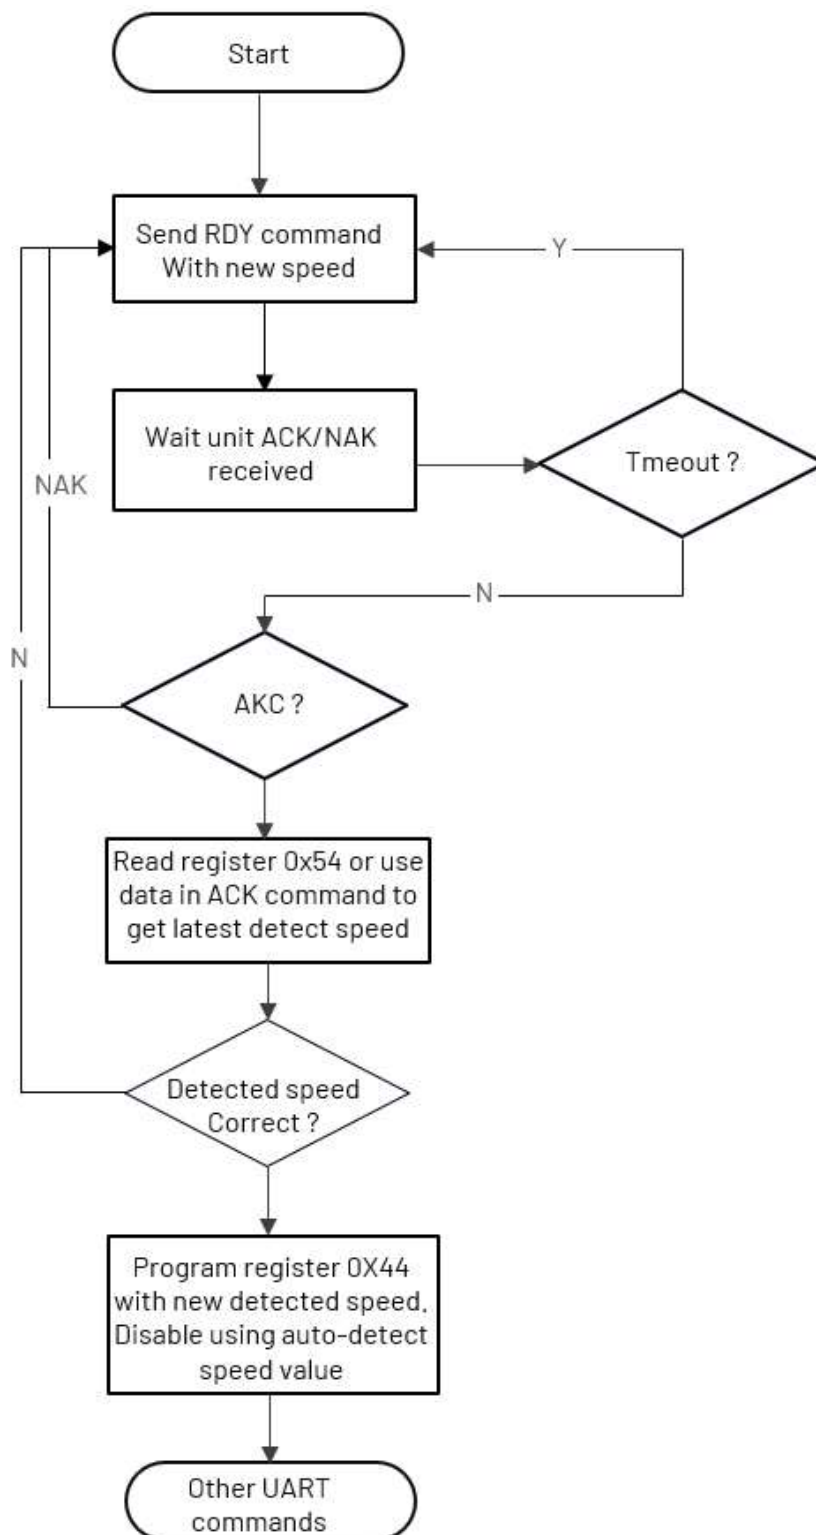 Start
Send RDY command
With new speed
Y
Wait unit ACK/NAK
received
Tmeout ?
NAK
N
N
AKC ?
Read register 0x54 or use
data in ACK command to
get latest detect speed
Detected speed
Correct ?
Program register 0X44
with new detected speed,
Disable using auto-detect
speed value
Other UART
commands